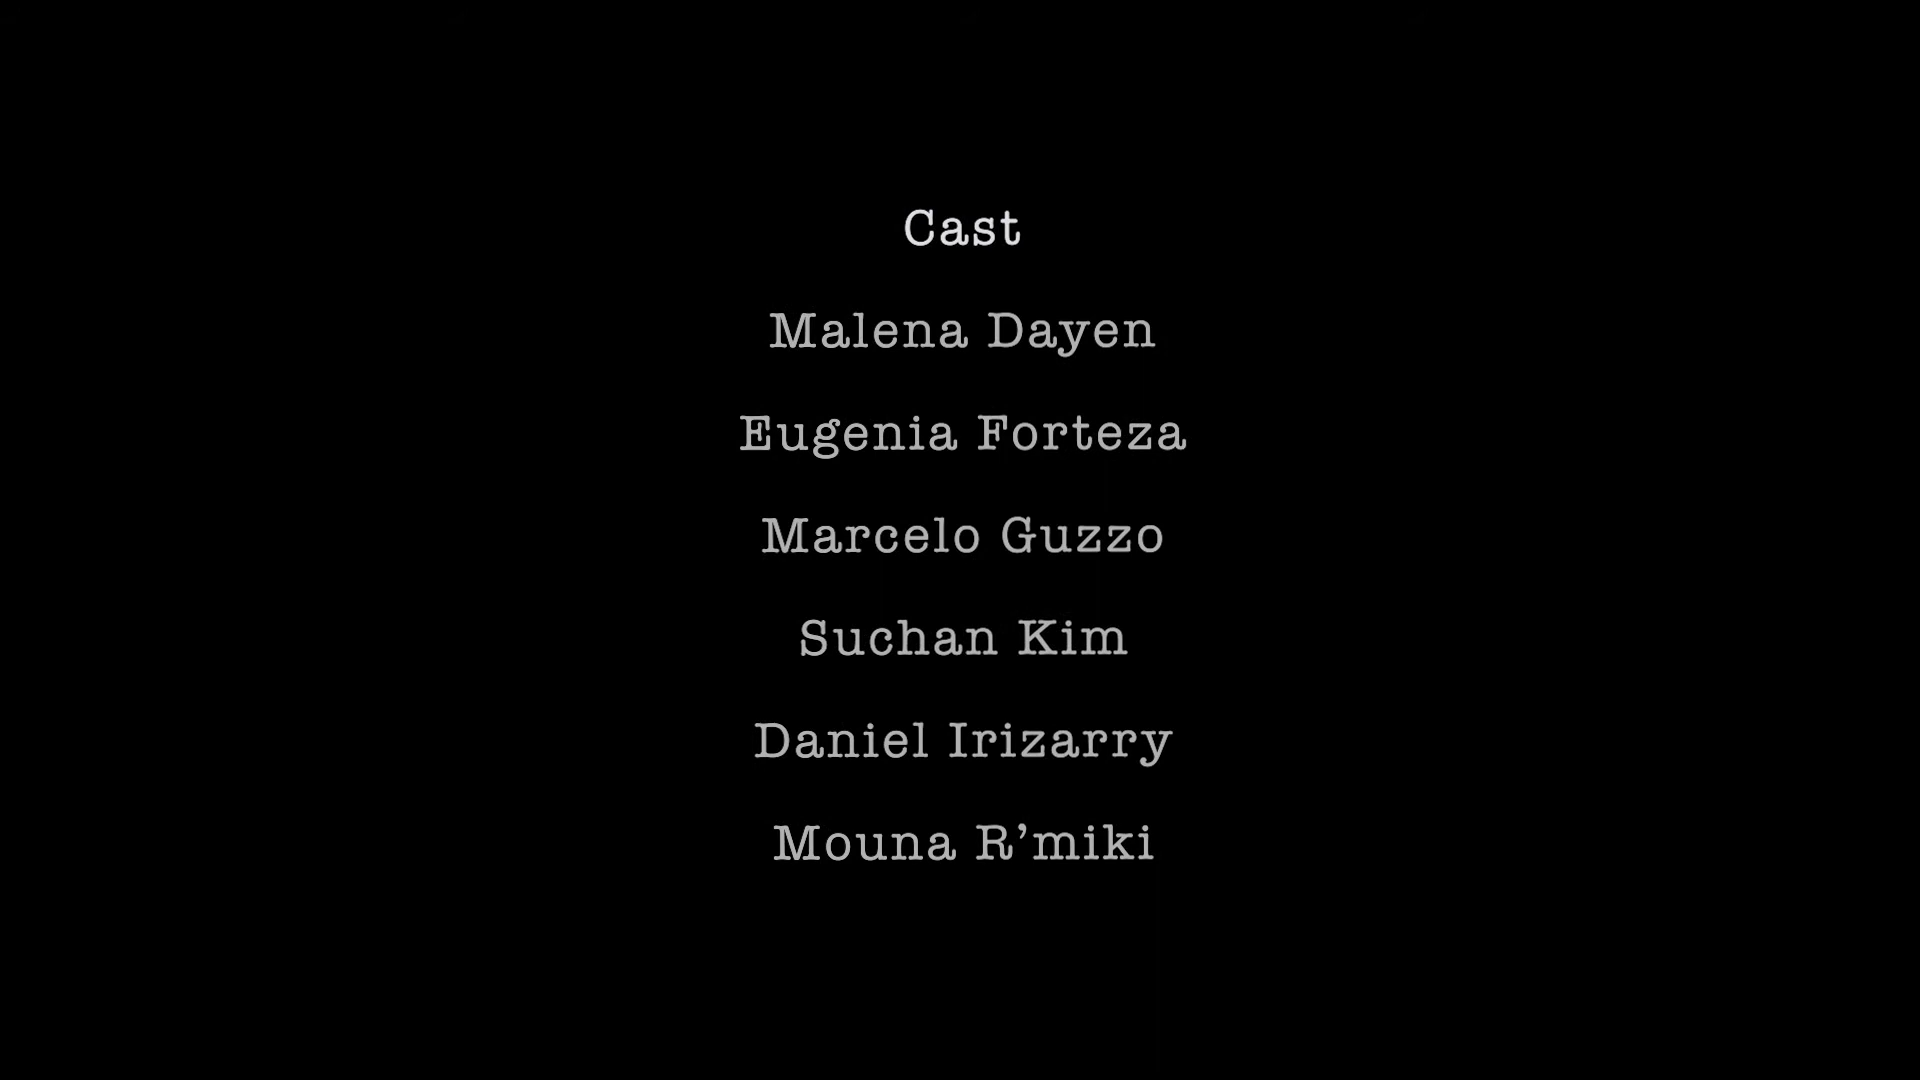 Cast
Malena Dayen
Eugenia Forteza
Marcelo Guzzo
Suchan Kim
Daniel Irizarry
Mouna R’miki